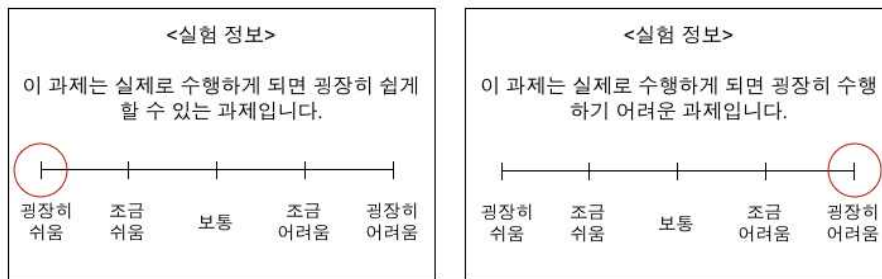 <실험 정보>
이 과제는 실제로 수행하게 되면 굉장히 쉽게
할 수 있는 과제입니다.
굉장히
쉬움
조금
쉬움
보통
조금
어려움
굉장히
어려움
<실험 정보>
이 과제는 실제로 수행하게 되면 굉장히 수행
하기 어려운 과제입니다.
굉장히
쉬움
조금
쉬움
보통
조금
어려움
굉장히
어려움